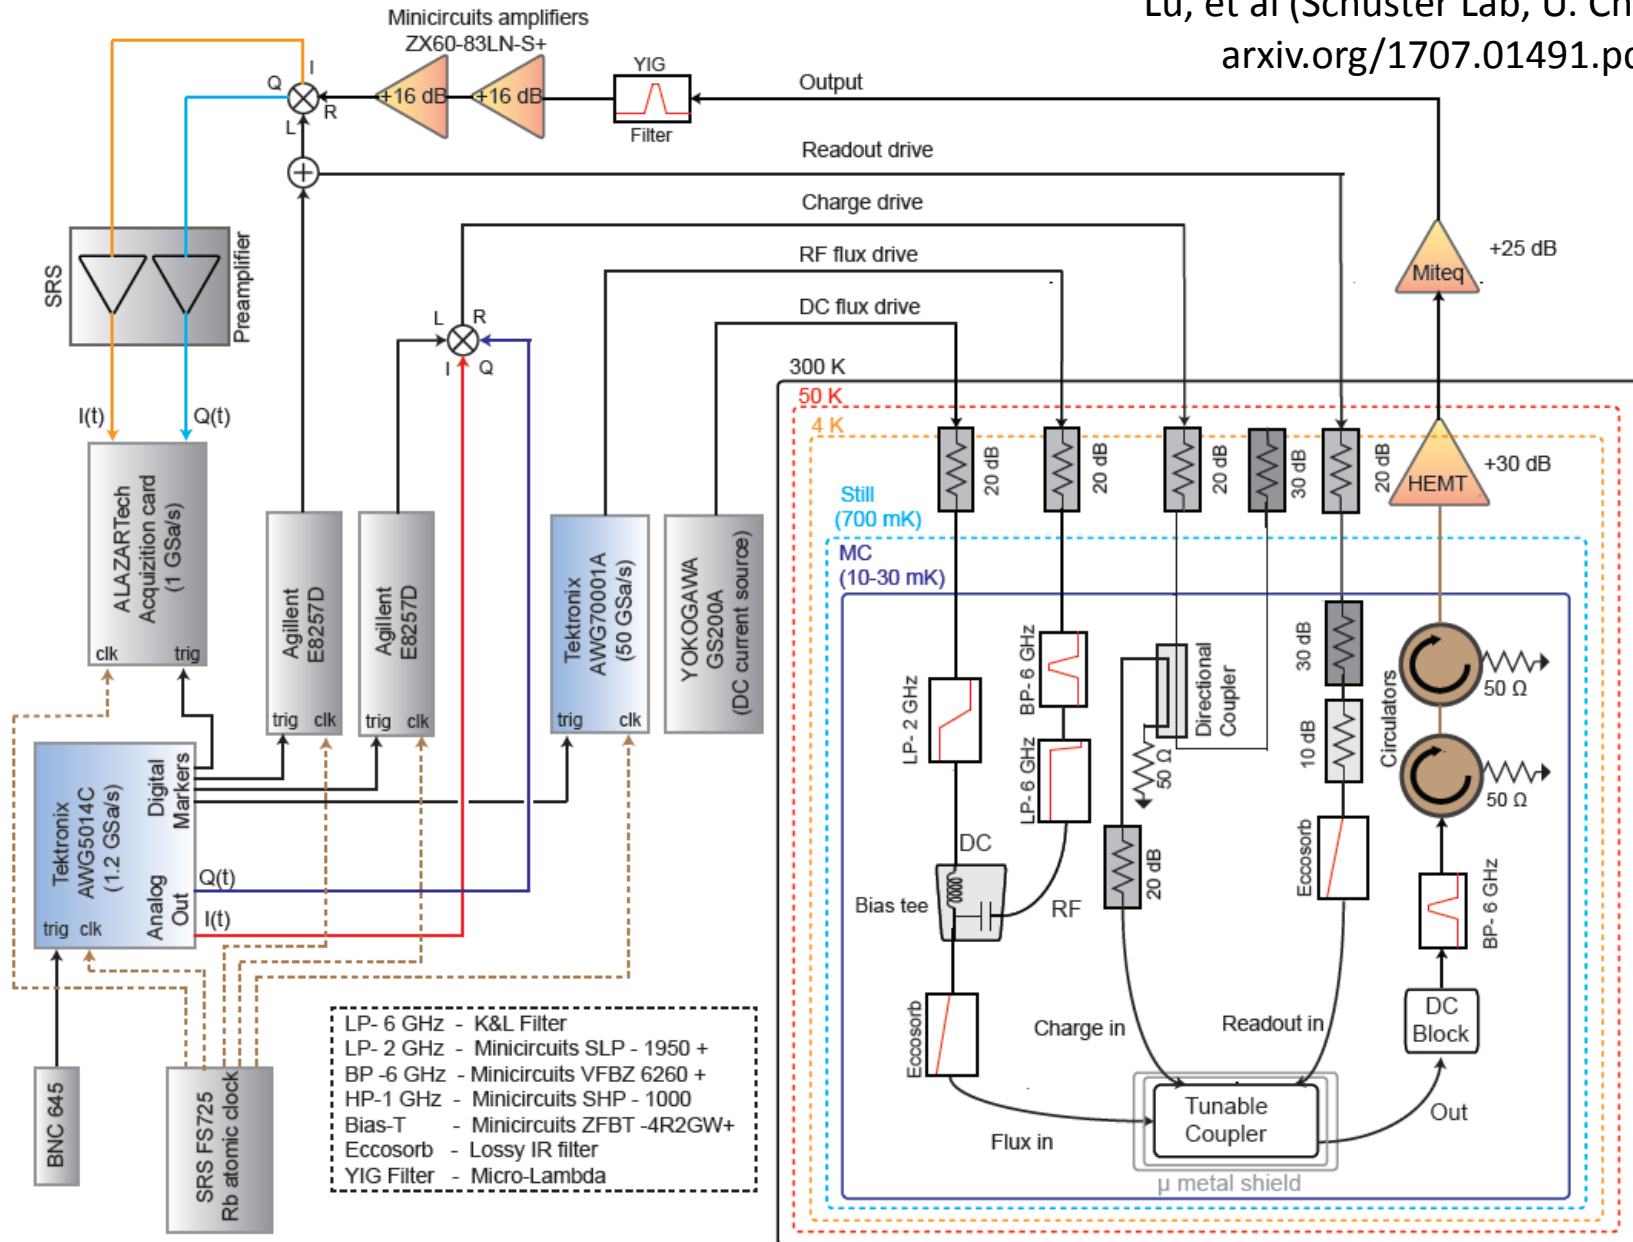 Lu, et al (Schuster Lab, U. Ch
arxiv.org/1707.01491.pd
Minicircuits amplifiers
ZX60-83LN-S+
I
Q
R
L
+16 dB
+16 dB
YIG
Filter
Output
Readout drive
Charge drive
RF flux drive
DC flux drive
SRS
Preamplifier
L
R
I
Q
Miteq
+25 dB
300 K
50 K
4 K
Still
(700 mK)
MC
(10-30 mK)
I(t)
Q(t)
ALAZARTech
Acquizition card
(1 GSa/s)
clk
trig
Agillent
E8257D
trig
clk
Agillent
E8257D
trig
clk
Tektronix
AWG70001A
(50 GSa/s)
trig
clk
YOKOGAWA
GS200A
(DC current source)
20 dB
20 dB
20 dB
30 dB
20 dB
HEMT
+30 dB
LP- 2 GHz
BP- 6 GHz
LP- 6 GHz
Directional
Coupler
50 Ω
30 dB
10 dB
Circulators
50 Ω
50 Ω
Tektronix
AWG5014C
(1.2 GSa/s)
Digital
Markers
Analog
Out
trig
clk
Q(t)
I(t)
DC
Bias tee
RF
20 dB
Eccosorb
BP- 6 GHz
Eccosorb
Charge in
Readout in
DC
Block
Tunable
Coupler
Flux in
Out
µ metal shield
BNC 645
SRS FS725
Rb atomic clock
LP- 6 GHz - K&L Filter
LP- 2 GHz - Minicircuits SLP - 1950 +
BP -6 GHz - Minicircuits VFBZ 6260 +
HP-1 GHz - Minicircuits SHP - 1000
Bias-T - Minicircuits ZFBT -4R2GW+
Eccosorb - Lossy IR filter
YIG Filter - Micro-Lambda